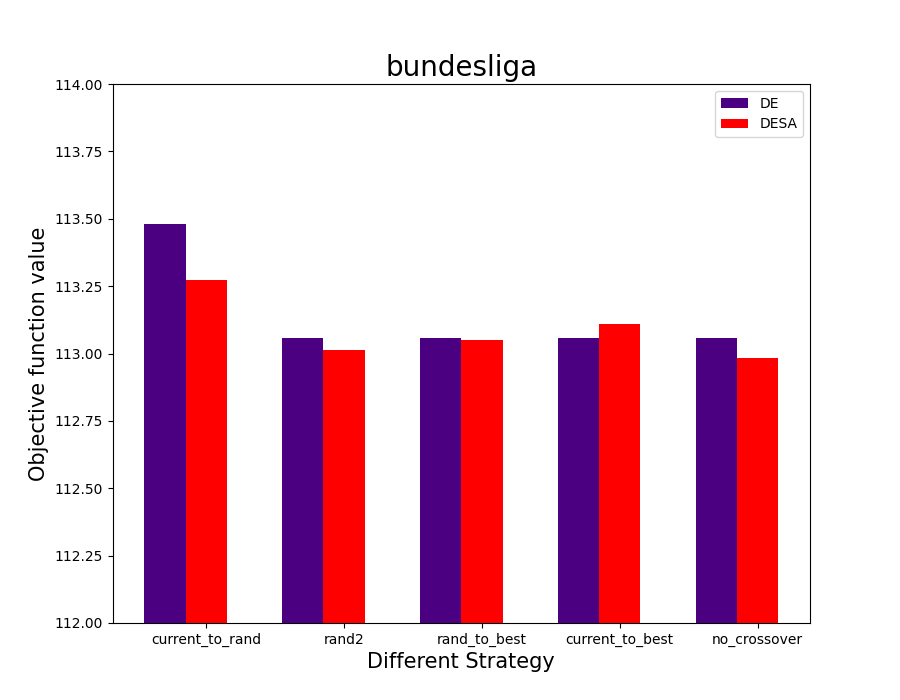 bundesliga
DE
DESA
Objective function value
114.00
113.75
113.50
113.25
113.00
112.75
112.50
112.25
112.00
current_to_rand
rand2
rand_to_best
current_to_best
no_crossover
Different Strategy